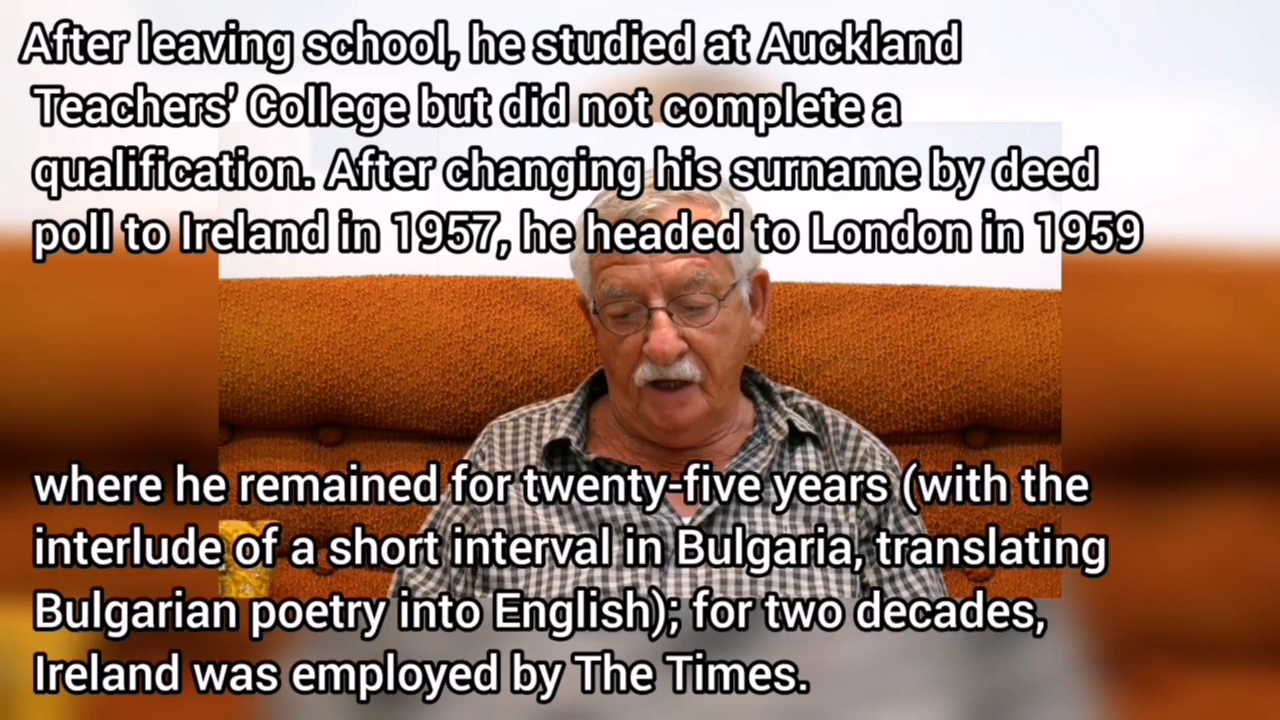 After leaving school, he studied at Auckland
Teachers' College but did not complete a
qualification. After changing his surname by deed
poll to Ireland in 1957, he headed to London in 1959
where he remained for twenty-five years (with the
interlude of a short interval in Bulgaria, translating
Bulgarian poetry into English); for two decades,
Ireland was employed by The Times.